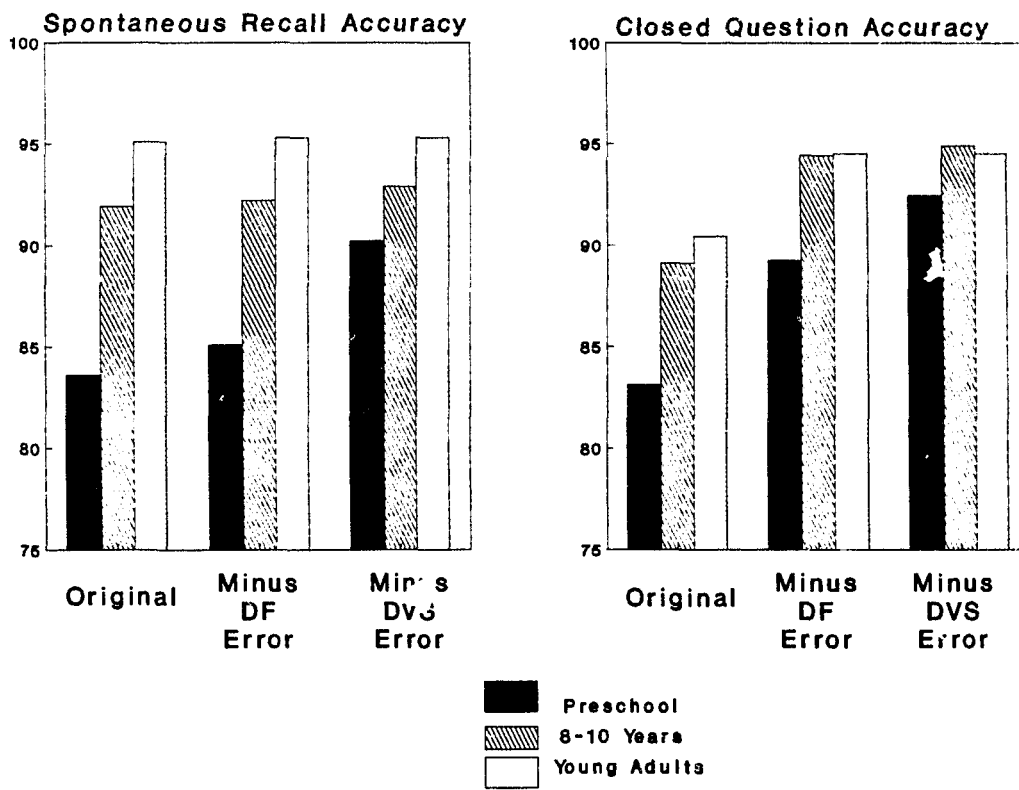 Spontaneous Recall Accuracy
100
95
90
85
80
75
Original
Minus
DF
Error
Error
Closed Question Accuracy
100
95
90
85
80
75
Original
Minus
DF
Error
Minus
DVS
Error
Preschool
8-10 Years
Young Adults